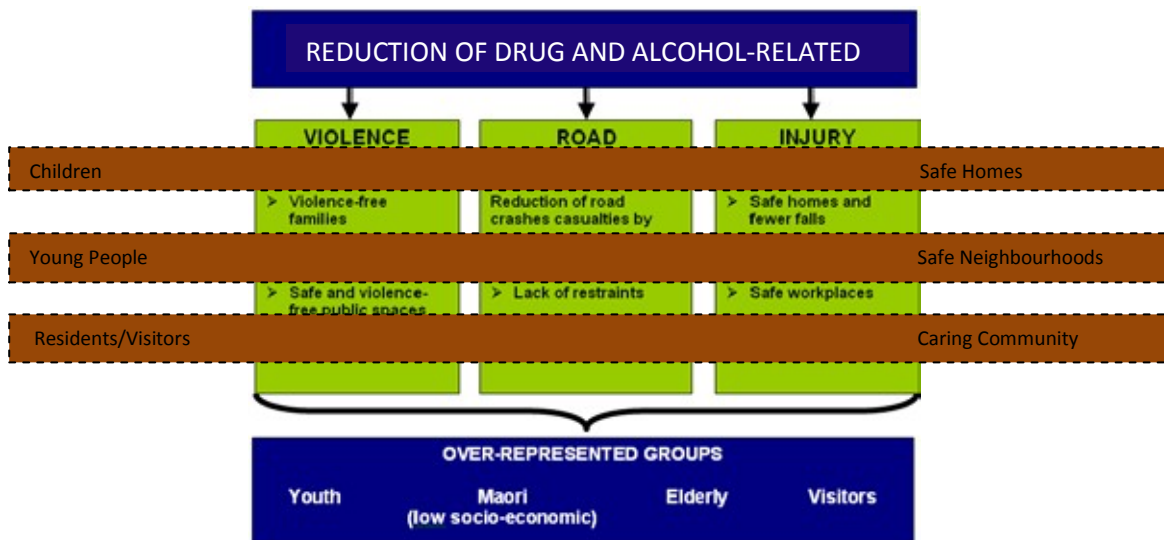 REDUCTION OF DRUG AND ALCOHOL-RELATED
VIOLENCE
ROAD
INJURY
Children
Safe Homes
➢ Violence-free
families
Reduction of road
crashes casualties by
➢ Safe homes and
fewer falls
Young People
Safe Neighbourhoods
➢ Safe and violence-
free public spaces
➢ Lack of restraints
➢ Safe workplaces
Residents/Visitors
Caring Community
OVER-REPRESENTED GROUPS
Youth
Maori
(low socio-economic)
Elderly
Visitors